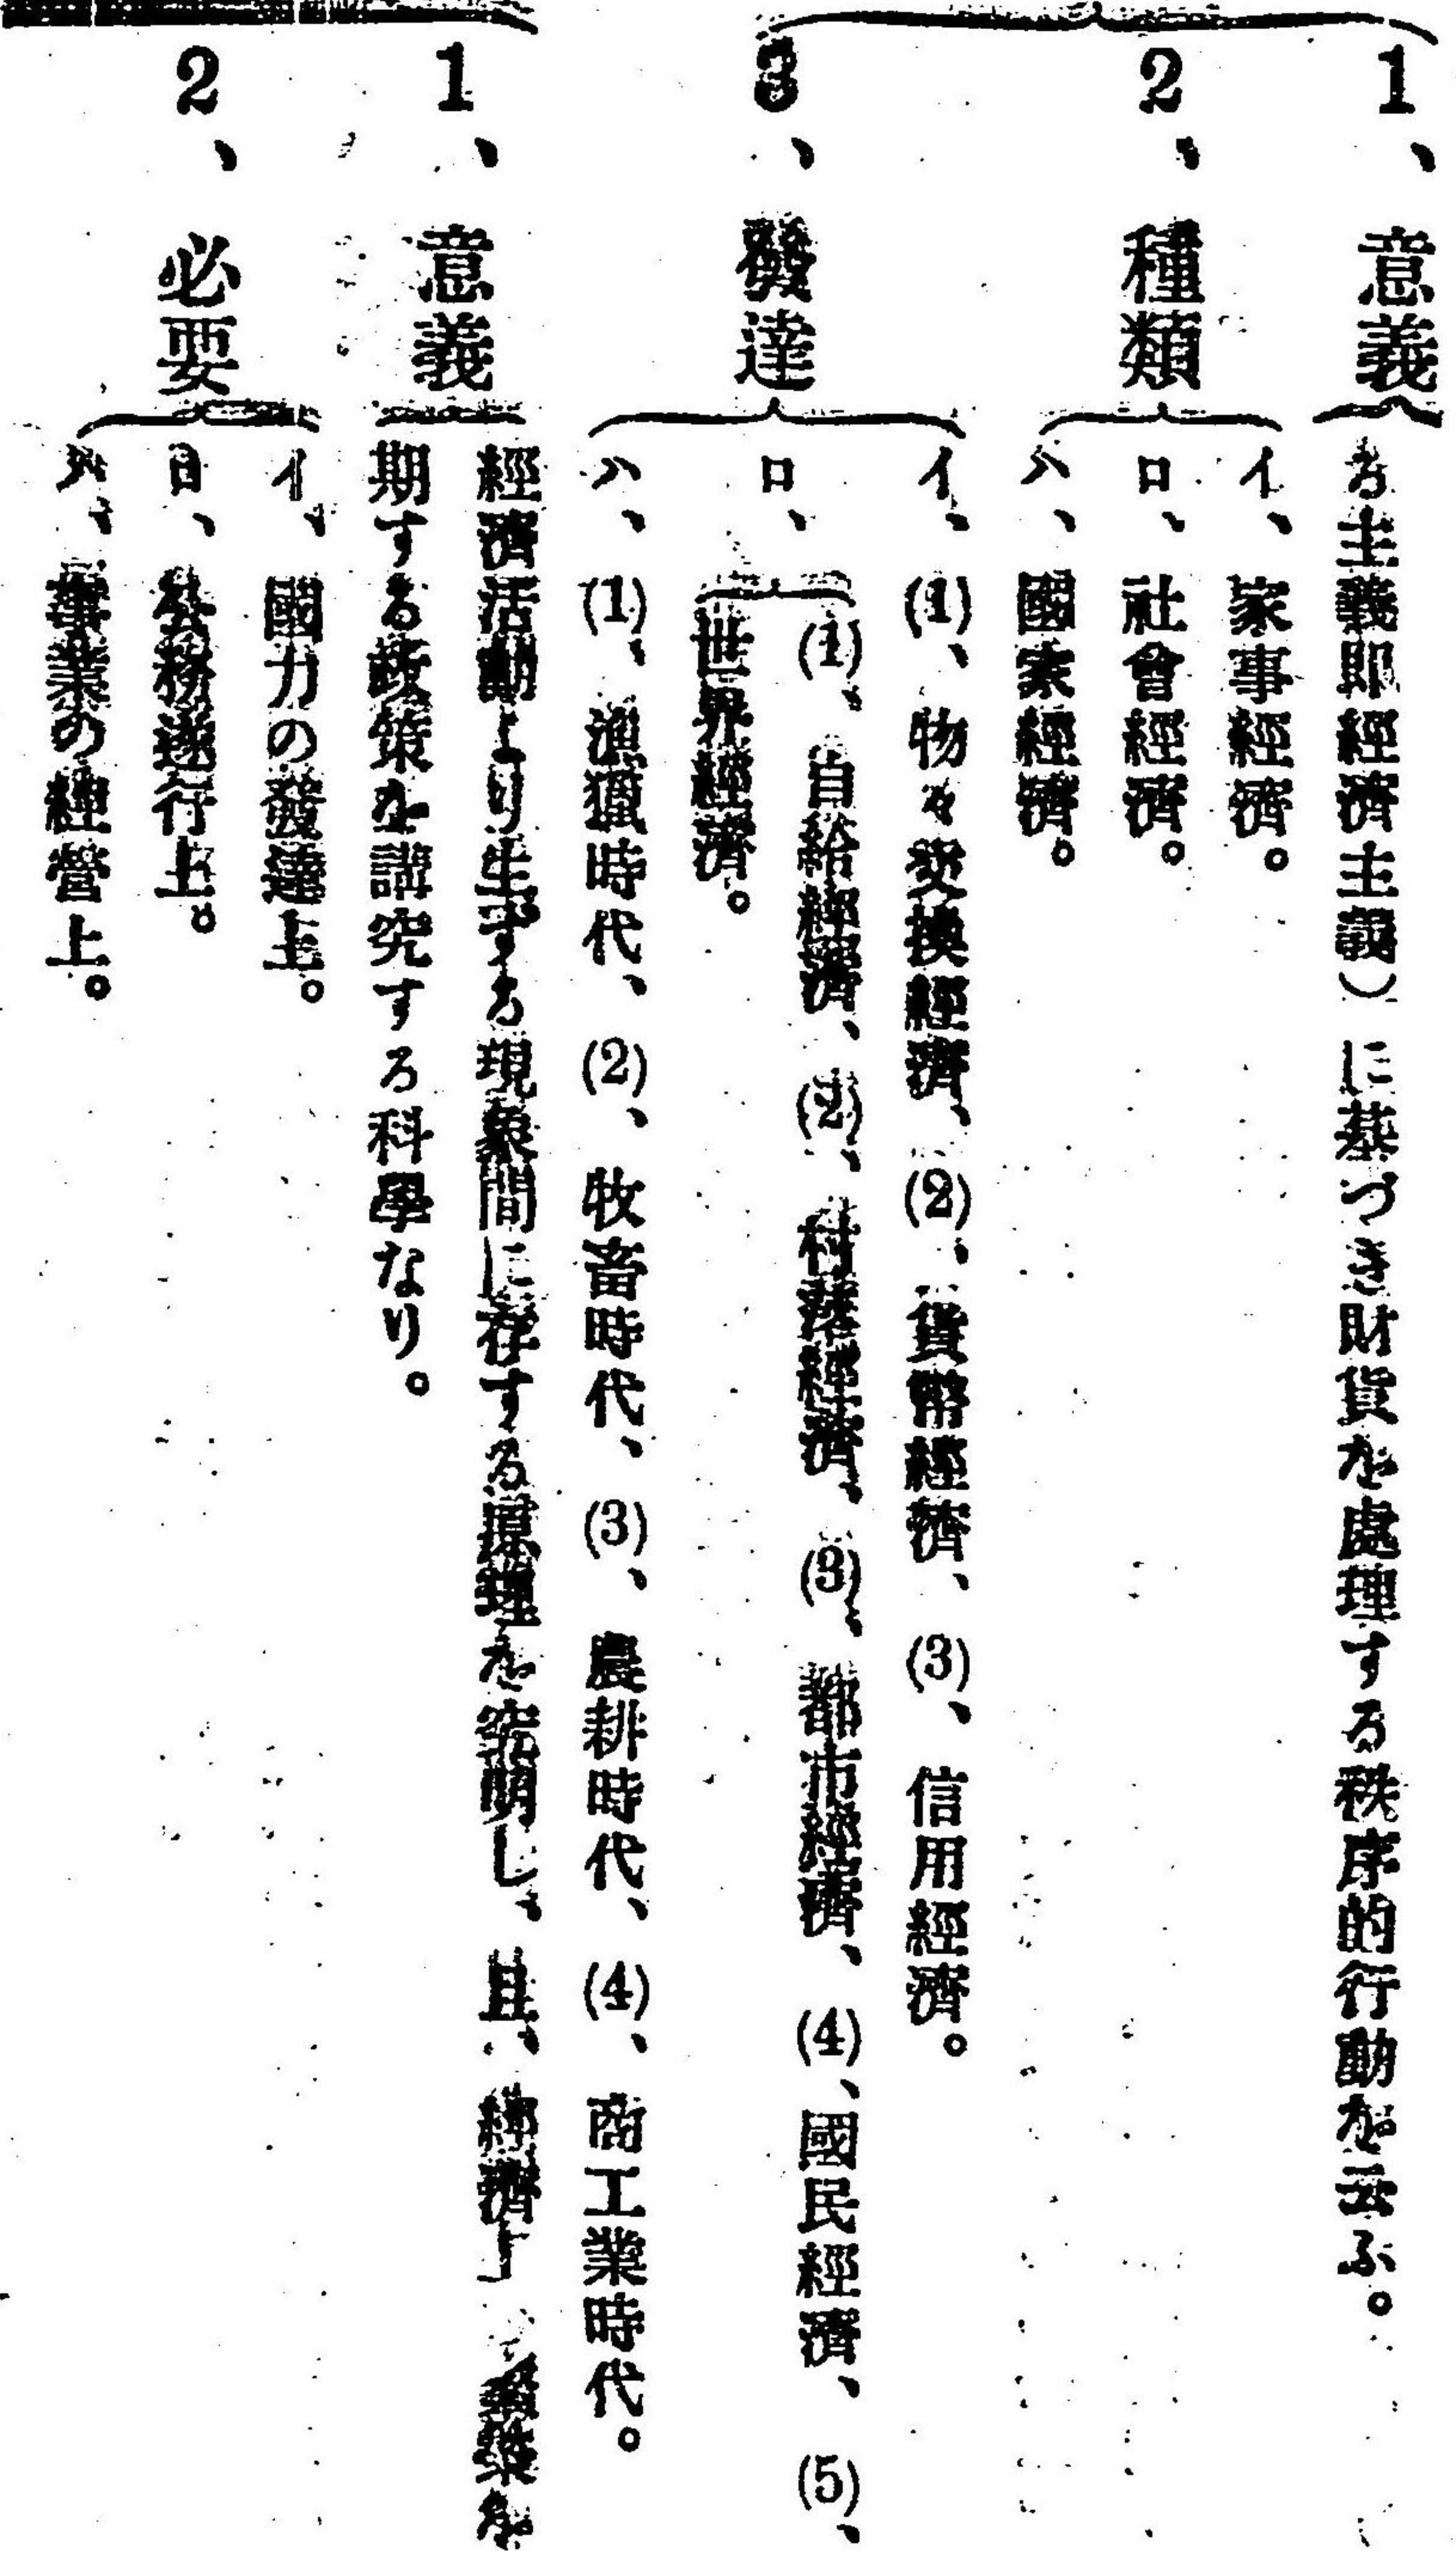 1、意義
る主義即經濟主義）に基づき財貨を處理する秩序的行動を云ふ。
2、種類
イ、家事經濟。
ロ、社會經濟。
ハ、國家經濟。
3、發達
イ、(1)、物々交換經濟、(2)、貨幣經濟、(3)、信用經濟。
ロ、(1)、自給經濟、(2)、村落經濟、(3)、都市經濟、(4)、國民經濟、(5)、
世界經濟。
ハ、(1)、漁獵時代、(2)、牧畜時代、(3)、農耕時代、(4)、商工業時代。
1、意義
經濟活動より生ずる現象間に存する原理を究明し、且、經濟上 を
期する政策を講究する科學なり。
2、必要
イ、國力の發達上。
ロ、公務遂行上。
ハ、事業の經營上。